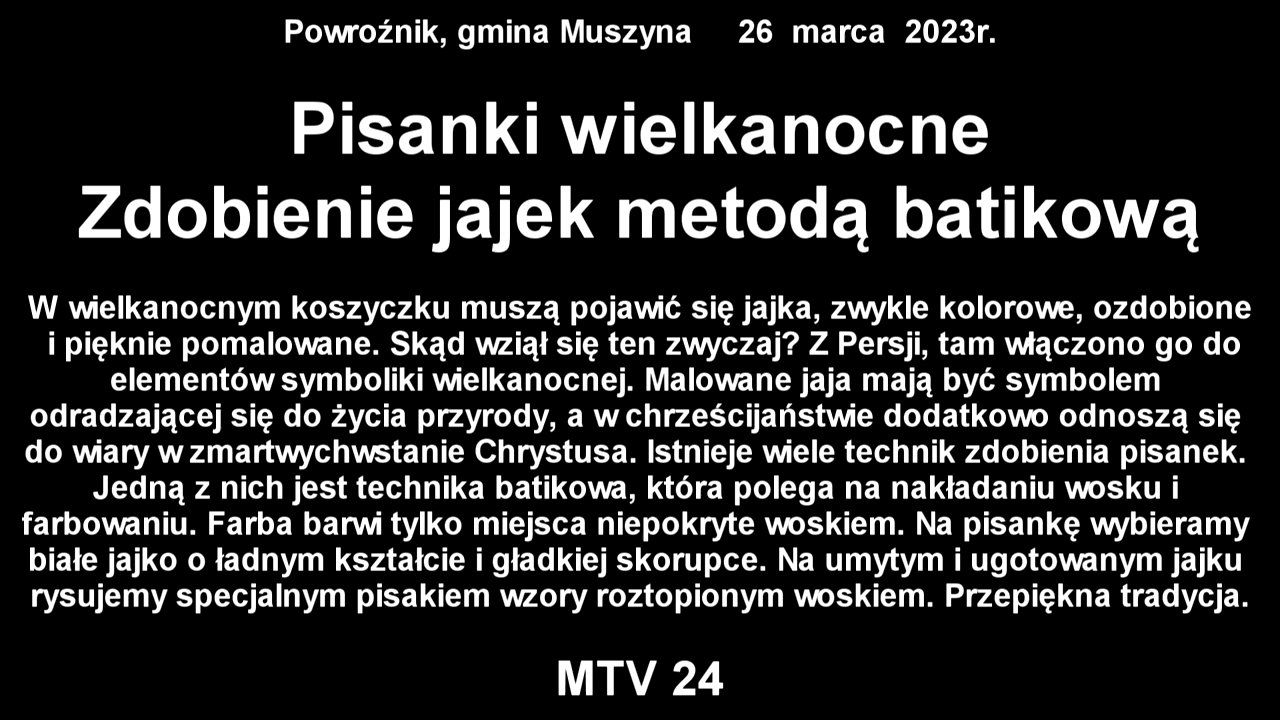 Powroźnik, gmina Muszyna 26 marca 2023r.
Pisanki wielkanocne
Zdobienie jajek metodą batikową
W wielkanocnym koszyczku muszą pojawić się jajka, zwykle kolorowe, ozdobione
i pięknie pomalowane. Skąd wziął się ten zwyczaj? Z Persji, tam włączono go do
elementów symboliki wielkanocnej. Malowane jaja mają być symbolem
odradzającej się do życia przyrody, a w chrześcijaństwie dodatkowo odnoszą się
do wiary w zmartwychwstanie Chrystusa. Istnieje wiele technik zdobienia pisanek.
Jedną z nich jest technika batikowa, która polega na nakładaniu wosku i
farbowaniu. Farba barwi tylko miejsca niepokryte woskiem. Na pisankę wybieramy
białe jajko o ładnym kształcie i gładkiej skorupce. Na umytym i ugotowanym jajku
rysujemy specjalnym pisakiem wzory roztopionym woskiem. Przepiękna tradycja.
MTV 24